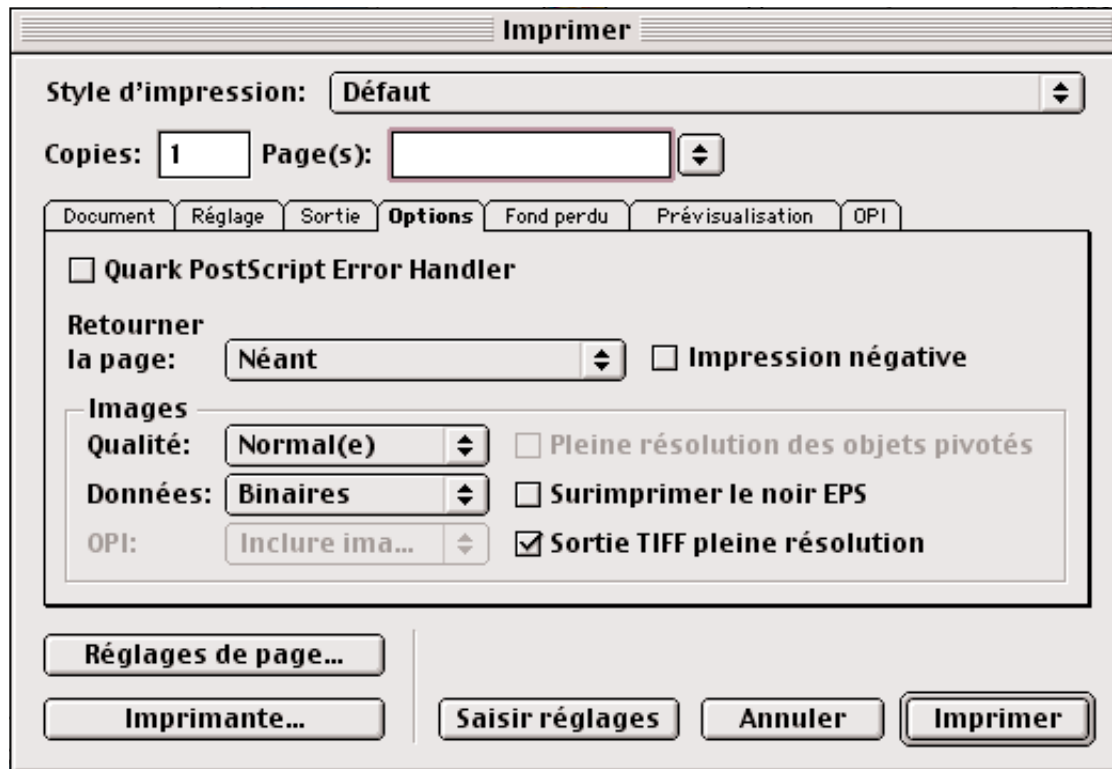 Imprimer
Style d'impression: Défaut
Copies: 1 Page(s):
Document Réglage Sortie Options Fond perdu Prévisualisation OPI
Quark PostScript Error Handler
Retourner
la page: Néant Impression négative
Images
Qualité: Normal(e) Pleine résolution des objets pivotés
Données: Binaires Surimprimer le noir EPS
OPI: Inclure ima... Sortie TIFF pleine résolution
Réglages de page...
Imprimante... Saisir réglages Annuler Imprimer